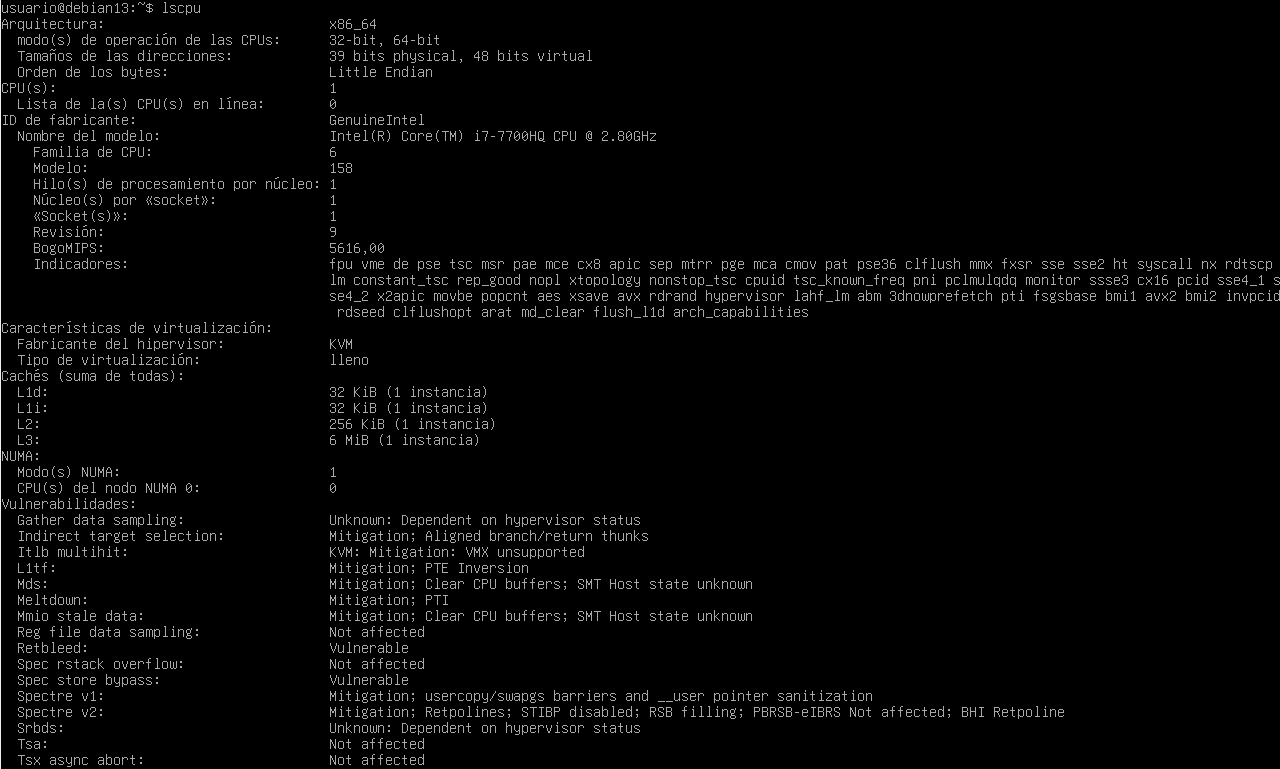 usuario@debian13:~$ lscpu
Arquitectura:                            x86_64
  modo(s) de operación de las CPUs:      32-bit, 64-bit
  Tamaños de las direcciones:            39 bits physical, 48 bits virtual
  Orden de los bytes:                    Little Endian
CPU(s):                                  1
  Lista de la(s) CPU(s) en línea:        0
ID de fabricante:                        GenuineIntel
  Nombre del modelo:                     Intel(R) Core(TM) i7-7700HQ CPU @ 2.80GHz
    Familia de CPU:                      6
    Modelo:                              158
    Hilo(s) de procesamiento por núcleo: 1
    Núcleo(s) por «socket»:              1
    «Socket(s)»:                         1
    Revisión:                            9
    BogoMIPS:                            5616,00
    Indicadores:                         fpu vme de pse tsc msr pae mce cx8 apic sep mtrr pge mca cmov pat pse36 clflush mmx fxsr sse sse2 ht syscall nx rdtscp
                                         lm constant_tsc rep_good nopl xtopology nonstop_tsc cpuid tsc_known_freq pni pclmulqdq monitor ssse3 cx16 pcid sse4_1 s
                                         se4_2 x2apic movbe popcnt aes xsave avx rdrand hypervisor lahf_lm abm 3dnowprefetch pti fsgsbase bmi1 avx2 bmi2 invpcid
                                          rdseed clflushopt arat md_clear flush_l1d arch_capabilities
Características de virtualización:
  Fabricante del hipervisor:             KVM
  Tipo de virtualización:                lleno
Cachés (suma de todas):
  L1d:                                   32 KiB (1 instancia)
  L1i:                                   32 KiB (1 instancia)
  L2:                                    256 KiB (1 instancia)
  L3:                                    6 MiB (1 instancia)
NUMA:
  Modo(s) NUMA:                          1
  CPU(s) del nodo NUMA 0:                0
Vulnerabilidades:
  Gather data sampling:                  Unknown: Dependent on hypervisor status
  Indirect target selection:             Mitigation; Aligned branch/return thunks
  Itlb multihit:                         KVM: Mitigation: VMX unsupported
  L1tf:                                  Mitigation; PTE Inversion
  Mds:                                   Mitigation; Clear CPU buffers; SMT Host state unknown
  Meltdown:                              Mitigation; PTI
  Mmio stale data:                       Mitigation; Clear CPU buffers; SMT Host state unknown
  Reg file data sampling:                Not affected
  Retbleed:                              Vulnerable
  Spec rstack overflow:                  Not affected
  Spec store bypass:                     Vulnerable
  Spectre v1:                            Mitigation; usercopy/swapgs barriers and __user pointer sanitization
  Spectre v2:                            Mitigation; Retpolines; STIBP disabled; RSB filling; PBRSB-eIBRS Not affected; BHI Retpoline
  Srbds:                                 Unknown: Dependent on hypervisor status
  Tsa:                                   Not affected
  Tsx async abort:                       Not affected